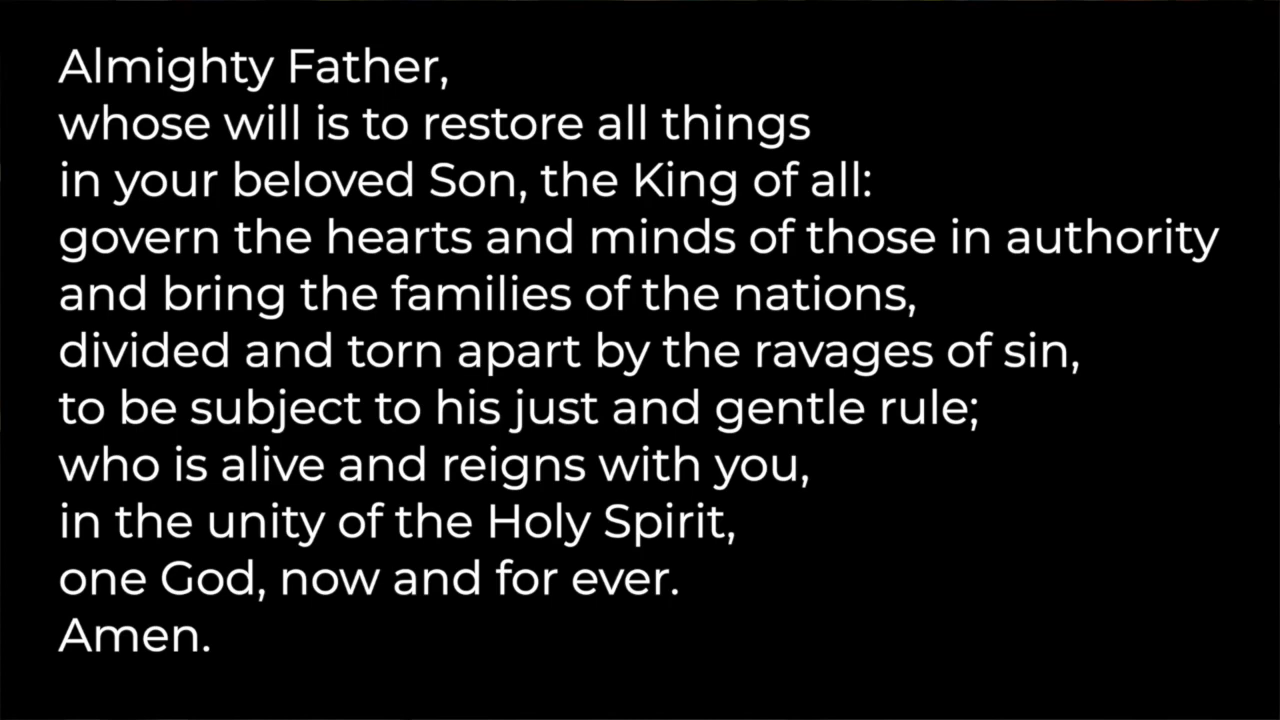 Almighty Father,
whose will is to restore all things
in your beloved Son, the King of all:
govern the hearts and minds of those in authority
and bring the families of the nations,
divided and torn apart by the ravages of sin,
to be subject to his just and gentle rule;
who is alive and reigns with you,
in the unity of the Holy Spirit,
one God, now and for ever.
Amen.